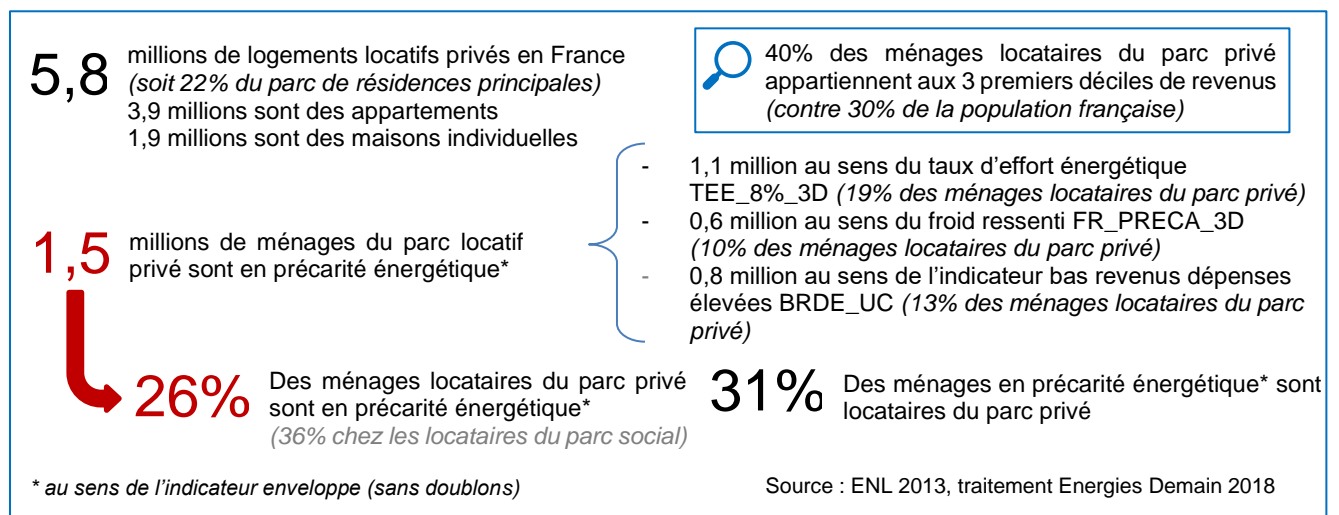 5,8
millions de logements locatifs privés en France
(soit 22% du parc de résidences principales)
3,9 millions sont des appartements
1,9 millions sont des maisons individuelles
40% des ménages locataires du parc privé
appartiennent aux 3 premiers déciles de revenus
(contre 30% de la population française)
1,5
millions de ménages du parc locatif
privé sont en précarité énergétique*
- 1,1 million au sens du taux d’effort énergétique
TEE_8%_3D (19% des ménages locataires du parc privé)
- 0,6 million au sens du froid ressenti FR_PRECA_3D
(10% des ménages locataires du parc privé)
- 0,8 million au sens de l’indicateur bas revenus dépenses
élevées BRDE_UC (13% des ménages locataires du parc
privé)
26%
Des ménages locataires du parc privé
sont en précarité énergétique*
(36% chez les locataires du parc social)
31%
Des ménages en précarité énergétique* sont
locataires du parc privé
* au sens de l’indicateur enveloppe (sans doublons)
Source : ENL 2013, traitement Energies Demain 2018